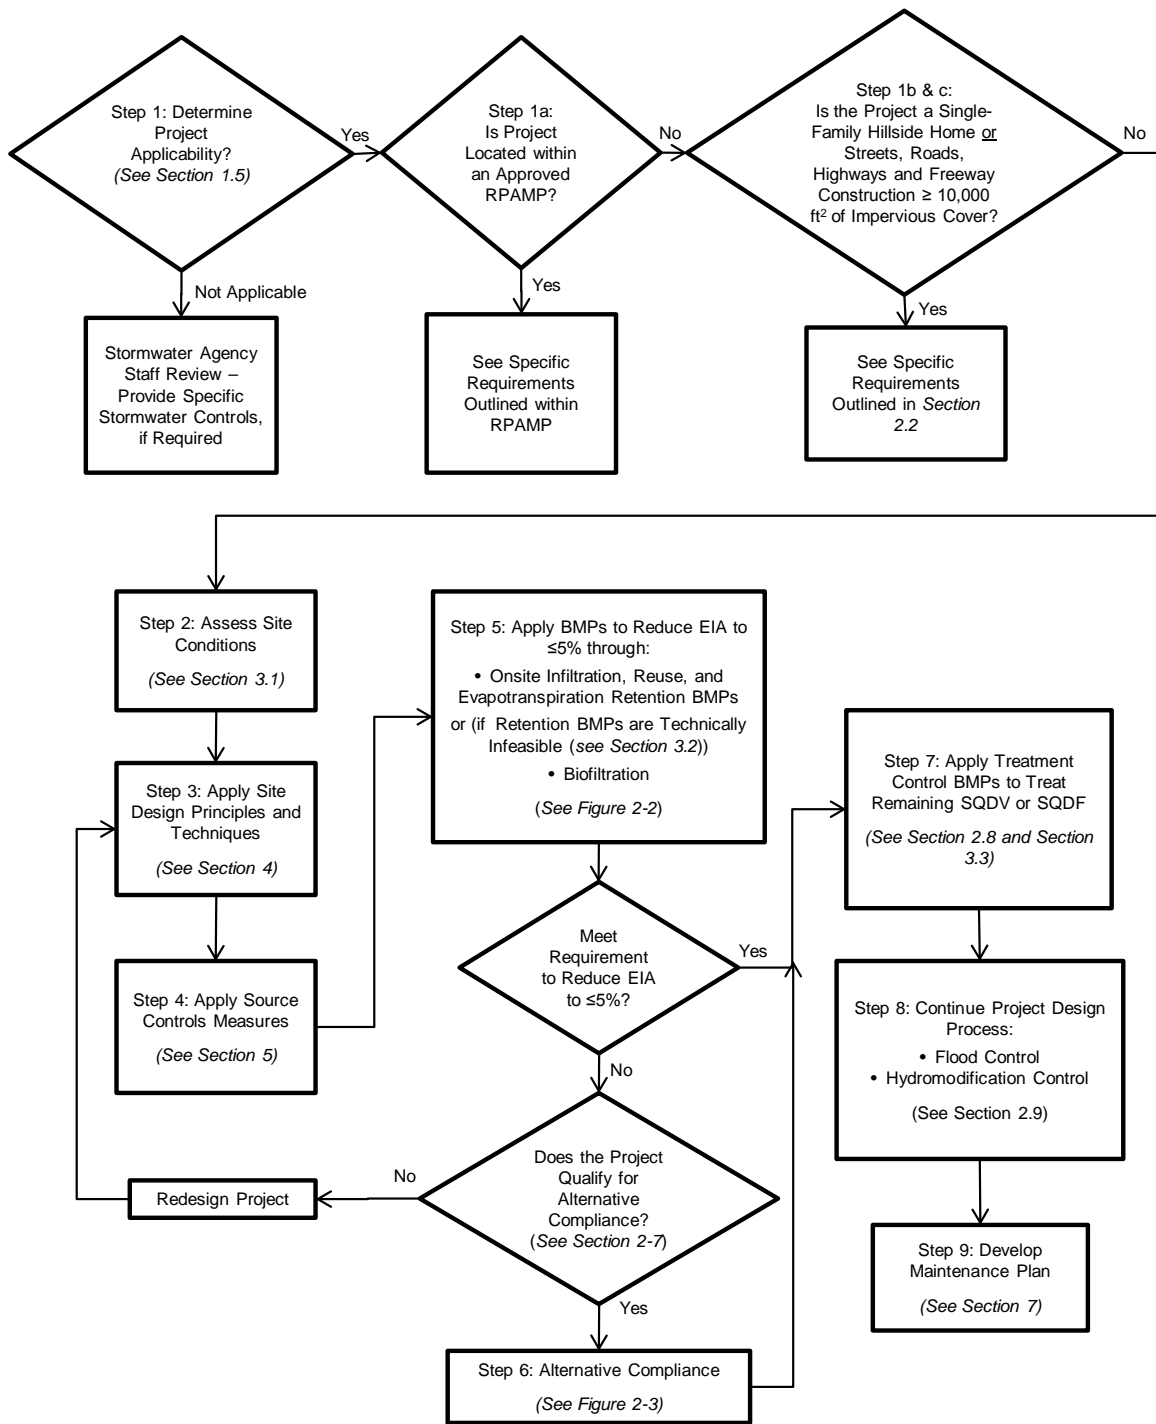 Step 1: Determine
Project
Applicability?
(See Section 1.5)
Yes
Not Applicable
Stormwater Agency
Staff Review –
Provide Specific
Stormwater Controls,
if Required
Step 1a:
Is Project
Located within
an Approved
RPAMP?
No
Yes
See Specific
Requirements
Outlined within
RPAMP
Step 1b & c:
Is the Project a Single-
Family Hillside Home or
Streets, Roads,
Highways and Freeway
Construction ≥ 10,000
ft² of Impervious Cover?
No
Yes
See Specific
Requirements
Outlined in Section
2.2
Step 2: Assess Site
Conditions
(See Section 3.1)
Step 3: Apply Site
Design Principles and
Techniques
(See Section 4)
Step 4: Apply Source
Controls Measures
(See Section 5)
Step 5: Apply BMPs to Reduce EIA to
≤5% through:
• Onsite Infiltration, Reuse, and
Evapotranspiration Retention BMPs
or (if Retention BMPs are Technically
Infeasible (see Section 3.2))
• Biofiltration
(See Figure 2-2)
Meet
Requirement
to Reduce EIA
to ≤5%?
Yes
No
Does the Project
Qualify for
Alternative
Compliance?
(See Section 2-7)
No
Redesign Project
Yes
Step 6: Alternative Compliance
(See Figure 2-3)
Step 7: Apply Treatment
Control BMPs to Treat
Remaining SQDV or SQDF
(See Section 2.8 and Section
3.3)
Step 8: Continue Project Design
Process:
• Flood Control
• Hydromodification Control
(See Section 2.9)
Step 9: Develop
Maintenance Plan
(See Section 7)